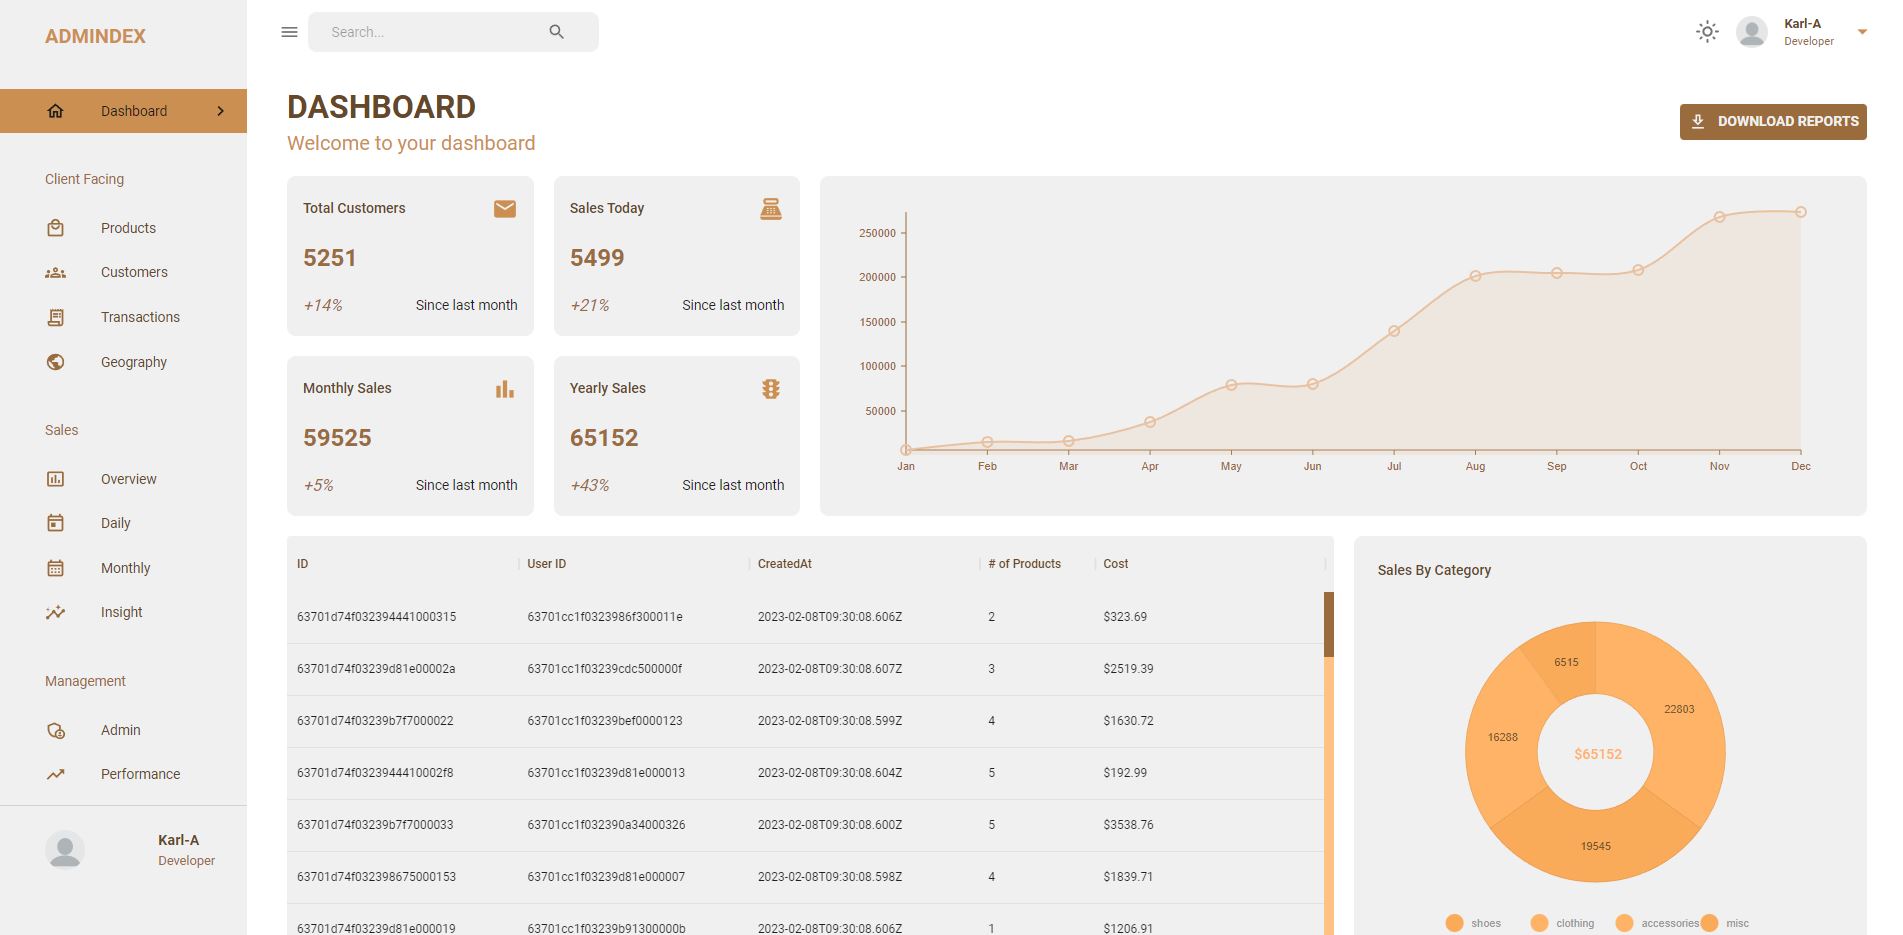 ADMINDEX
Dashboard
Client Facing
Products
Customers
Transactions
Geography
Sales
Overview
Daily
Monthly
Insight
Management
Admin
Performance
Karl-A
Developer
Search...
Karl-A
Developer
DASHBOARD
Welcome to your dashboard
DOWNLOAD REPORTS
Total Customers
5251
+14% Since last month
Sales Today
5499
+21% Since last month
Monthly Sales
59525
+5% Since last month
Yearly Sales
65152
+43% Since last month
250000
200000
150000
100000
50000
Jan Feb Mar Apr May Jun Jul Aug Sep Oct Nov Dec
ID User ID CreatedAt # of Products Cost
63701d74f032394441000315 63701cc1f0323986f300011e 2023-02-08T09:30:08.606Z 2 $323.69
63701d74f03239d81e00002a 63701cc1f03239cdc500000f 2023-02-08T09:30:08.607Z 3 $2519.39
63701d74f03239b7f7000022 63701cc1f03239bef0000123 2023-02-08T09:30:08.599Z 4 $1630.72
63701d74f0323944410002f8 63701cc1f03239d81e000013 2023-02-08T09:30:08.604Z 5 $192.99
63701d74f03239b7f7000033 63701cc1f032390a34000326 2023-02-08T09:30:08.600Z 5 $3538.76
63701d74f032398675000153 63701cc1f03239d81e000007 2023-02-08T09:30:08.598Z 4 $1839.71
63701d74f03239d81e000019 63701cc1f03239b91300000b 2023-02-08T09:30:08.606Z 1 $1206.91
Sales By Category
6515
22803
16288
$65152
19545
shoes clothing accessories misc